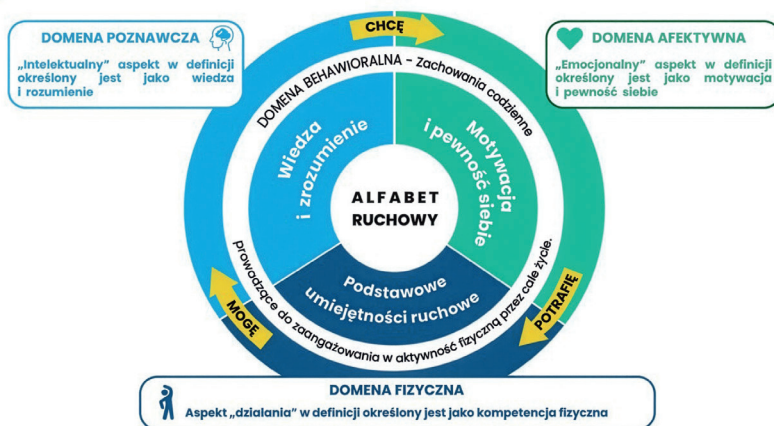 CHCĘ
DOMENA POZNAWCZA
„Intelektualny” aspekt w definicji
określony jest jako wiedza
i rozumienie
DOMENA AFEKTYWNA
„Emocjonalny” aspekt w definicji
określony jest jako motywacja
i pewność siebie
DOMENA BEHAWIORALNA – Zachowania codzienne
Wiedza
i zrozumienie
Motywacja
i pewność siebie
ALFABET
RUCHOWY
Podstawowe
umiejętności ruchowe
prowadzące do zaangażowania w aktywność fizyczną przez całe życie.
MOGĘ
POTRAFIĘ
DOMENA FIZYCZNA
Aspekt „działania” w definicji określony jest jako kompetencja fizyczna